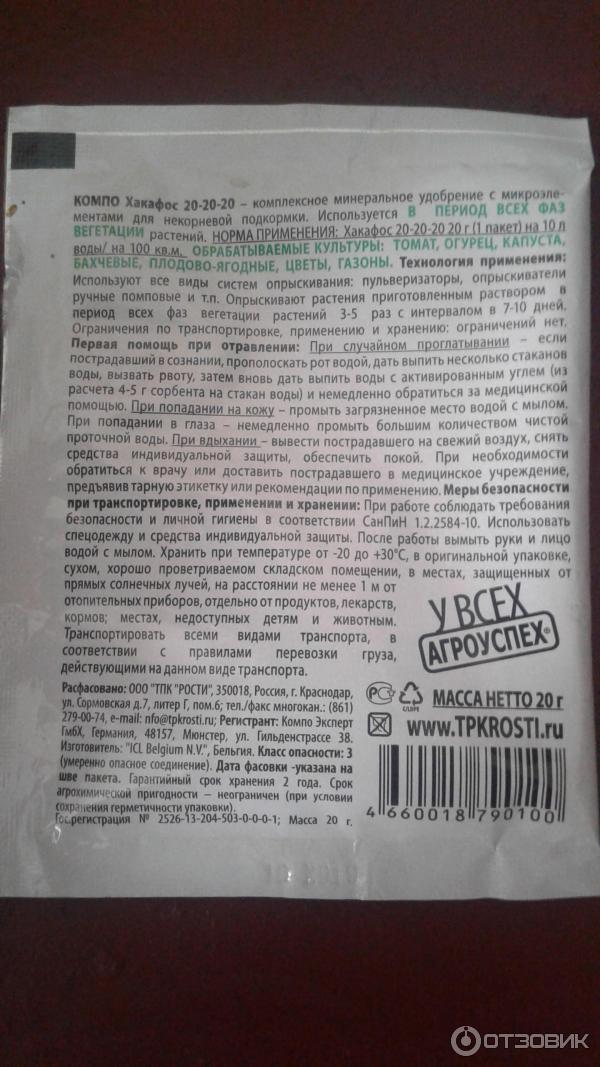 КОМПО Хакафос 20-20-20 – комплексное минеральное удобрение с микроэле-
ментами для некорневой подкормки. Используется В ПЕРИОД ВСЕХ ФАЗ
ВЕГЕТАЦИИ растений. НОРМА ПРИМЕНЕНИЯ: Хакафос 20-20-20 20 г (1 пакет) на 10 л
воды/ на 100 кв.м. ОБРАБАТЫВАЕМЫЕ КУЛЬТУРЫ: ТОМАТ, ОГУРЕЦ, КАПУСТА,
БАХЧЕВЫЕ, ПЛОДОВО-ЯГОДНЫЕ, ЦВЕТЫ, ГАЗОНЫ. Технология применения:
Используют все виды систем опрыскивания: пульверизаторы, опрыскиватели
ручные помповые и т.п. Опрыскивают растения приготовленным раствором в
период всех фаз вегетации растений 3-5 раз с интервалом в 7-10 дней.
Ограничения по транспортировке, применению и хранению: ограничений нет.
Первая помощь при отравлении: При случайном проглатывании – если
пострадавший в сознании, прополоскать рот водой, дать выпить несколько стаканов
воды, вызвать рвоту, затем вновь дать выпить воды с активированным углем (из
расчета 4-5 г сорбента на стакан воды) и немедленно обратиться за медицинской
помощью. При попадании на кожу – промыть загрязненное место водой с мылом.
При попадании в глаза – немедленно промыть большим количеством чистой
проточной воды. При вдыхании – вывести пострадавшего на свежий воздух, снять
средства индивидуальной защиты, обеспечить покой. При необходимости
обратиться к врачу или доставить пострадавшего в медицинское учреждение,
предъявив тарную этикетку или рекомендации по применению. Меры безопасности
при транспортировке, применении и хранении: При работе соблюдать требования
безопасности и личной гигиены в соответствии СанПиН 1.2.2584-10. Использовать
спецодежду и средства индивидуальной защиты. После работы вымыть руки и лицо
водой с мылом. Хранить при температуре от -20 до +30°С, в оригинальной упаковке,
сухом, хорошо проветриваемом складском помещении, в местах, защищенных от
прямых солнечных лучей, на расстоянии не менее 1 м от
отопительных приборов, отдельно от продуктов, лекарств,
кормов; местах, недоступных детям и животным.
Транспортировать всеми видами транспорта, в
соответствии с правилами перевозки груза,
действующими на данном виде транспорта.
У ВСЕХ
АГРОУСПЕХ®
Расфасовано: ООО "ТПК "РОСТИ", 350018, Россия, г. Краснодар,
ул. Сормовская д.7, литер Г, пом.6; тел./факс многокан.: (861)
279-00-74, e-mail: nfo@tpkrosti.ru; Регистрант: Компо Эксперт
ГмбХ, Германия, 48157, Мюнстер, ул. Гильденстрассе 38.
Изготовитель: "ICL Belgium N.V.", Бельгия. Класс опасности: 3
(умеренно опасное соединение). Дата фасовки -указана на
шве пакета. Гарантийный срок хранения 2 года. Срок
агрохимической пригодности – неограничен (при условии
сохранения герметичности упаковки).
Гос.регистрация № 2526-13-204-503-0-0-0-1; Масса 20 г.
МАССА НЕТТО 20 г
www.TPKROSTI.ru
4 660018 790100
ОТЗОВИК